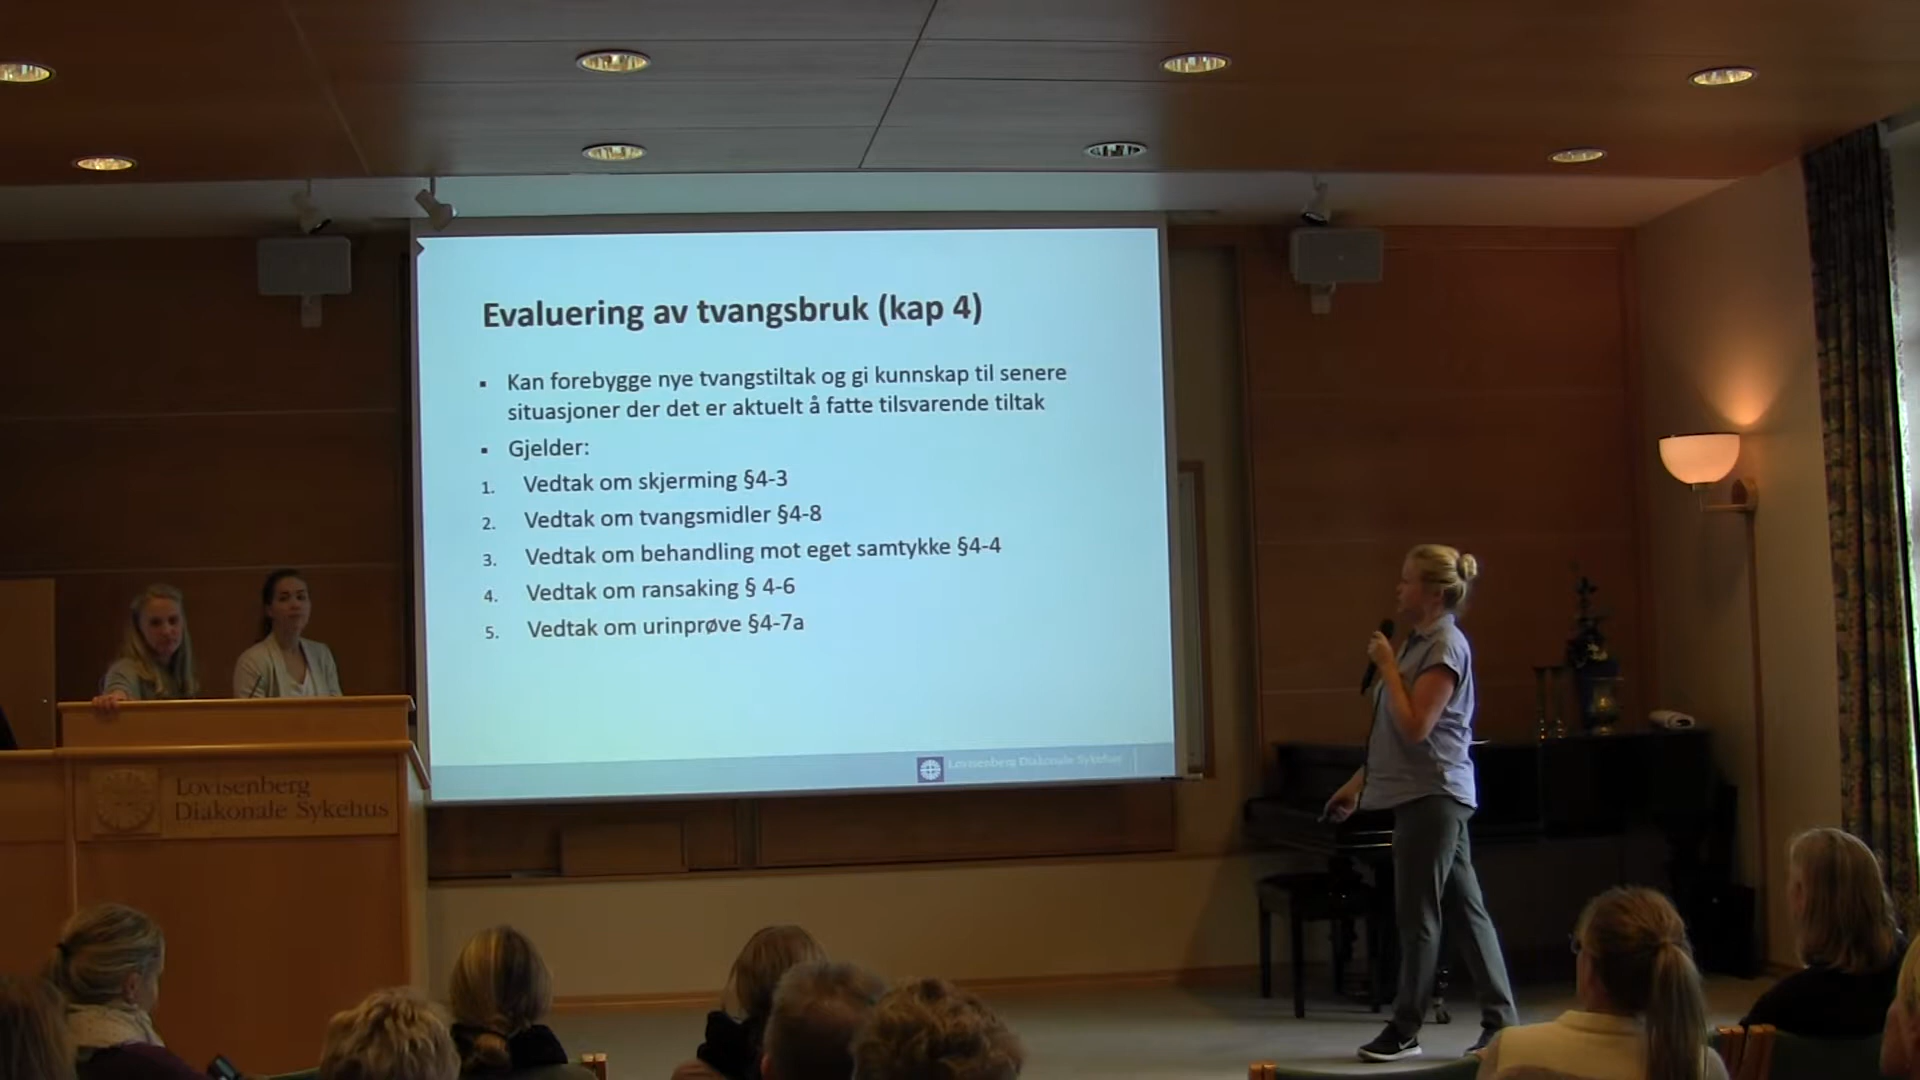 Evaluering av tvangsbruk (kap 4)
▪ Kan forebygge nye tvangstiltak og gi kunnskap til senere
situasjoner der det er aktuelt å fatte tilsvarende tiltak
▪ Gjelder:
1. Vedtak om skjerming §4-3
2. Vedtak om tvangsmidler §4-8
3. Vedtak om behandling mot eget samtykke §4-4
4. Vedtak om ransaking § 4-6
5. Vedtak om urinprøve §4-7a
Lovisenberg Diakonale Sykehus
Lovisenberg
Diakonale Sykehus